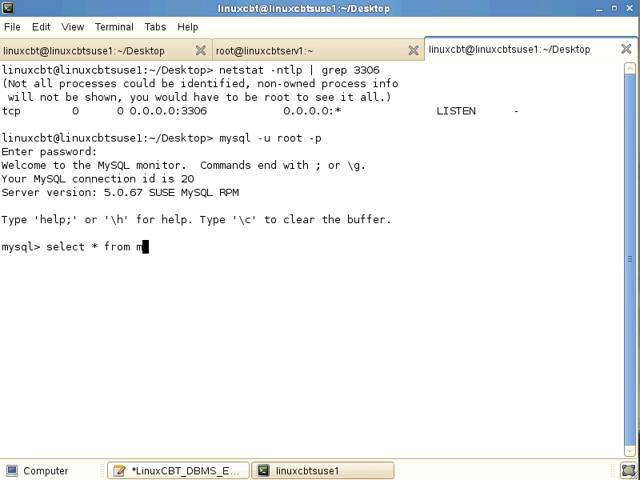 linuxcbt@linuxcbtsuse1:~/Desktop
File Edit View Terminal Tabs Help
linuxcbt@linuxcbtsuse1:~/Desktop
root@linuxcbtserv1:~
linuxcbt@linuxcbtsuse1:~/Desktop
linuxcbt@linuxcbtsuse1:~/Desktop> netstat -ntlp | grep 3306
(Not all processes could be identified, non-owned process info
 will not be shown, you would have to be root to see it all.)
tcp        0      0 0.0.0.0:3306            0.0.0.0:*               LISTEN      -
linuxcbt@linuxcbtsuse1:~/Desktop> mysql -u root -p
Enter password:
Welcome to the MySQL monitor.  Commands end with ; or \g.
Your MySQL connection id is 20
Server version: 5.0.67 SUSE MySQL RPM
Type 'help;' or '\h' for help. Type '\c' to clear the buffer.
mysql> select * from m
Computer
*LinuxCBT_DBMS_E...
linuxcbtsuse1